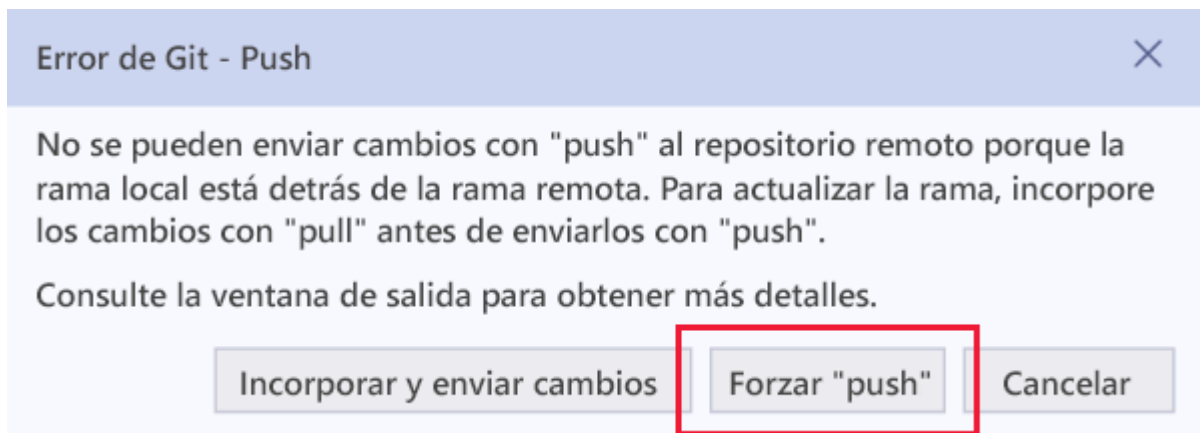 Error de Git - Push
No se pueden enviar cambios con "push" al repositorio remoto porque la
rama local está detrás de la rama remota. Para actualizar la rama, incorpore
los cambios con "pull" antes de enviarlos con "push".
Consulte la ventana de salida para obtener más detalles.
Incorporar y enviar cambios Forzar "push" Cancelar